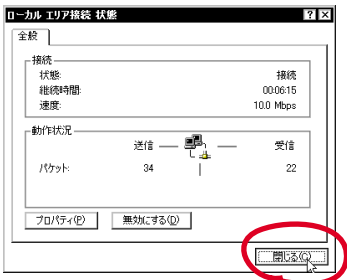 ローカル エリア接続 状態
全般
接続
状態: 接続
継続時間: 00:06:15
速度: 10.0 Mbps
動作状況
送信 — — 受信
パケット: 34 | 22
プロパティ(P) 無効にする(D)
閉じる(C)